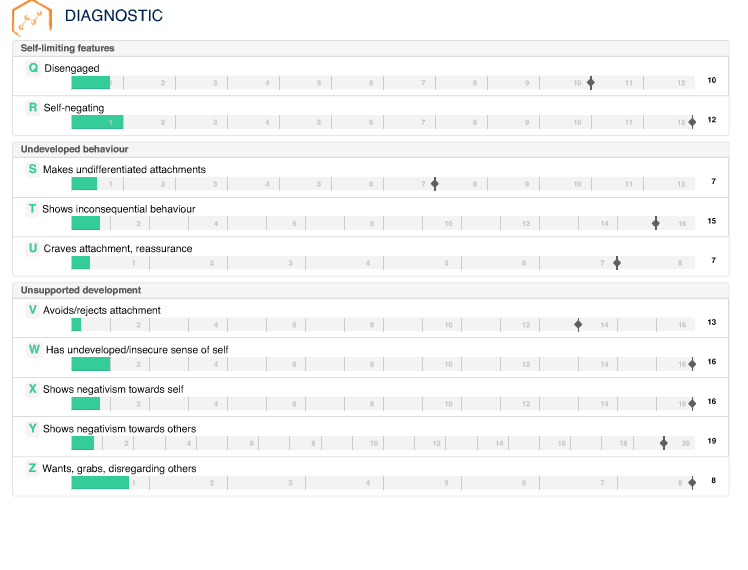 DIAGNOSTIC
Self-limiting features
Q Disengaged
1 2 3 4 5 6 7 8 9 10 11 12 10
R Self-negating
1 2 3 4 5 6 7 8 9 10 11 12 12
Undeveloped behaviour
S Makes undifferentiated attachments
1 2 3 4 5 6 7 8 9 10 11 12 7
T Shows inconsequential behaviour
2 4 6 8 10 12 14 16 15
U Craves attachment, reassurance
1 2 3 4 5 6 7 8 7
Unsupported development
V Avoids/rejects attachment
2 4 6 8 10 12 14 16 13
W Has undeveloped/insecure sense of self
2 4 6 8 10 12 14 16 16
X Shows negativism towards self
2 4 6 8 10 12 14 16 16
Y Shows negativism towards others
2 4 6 8 10 12 14 16 18 20 19
Z Wants, grabs, disregarding others
1 2 3 4 5 6 7 8 8